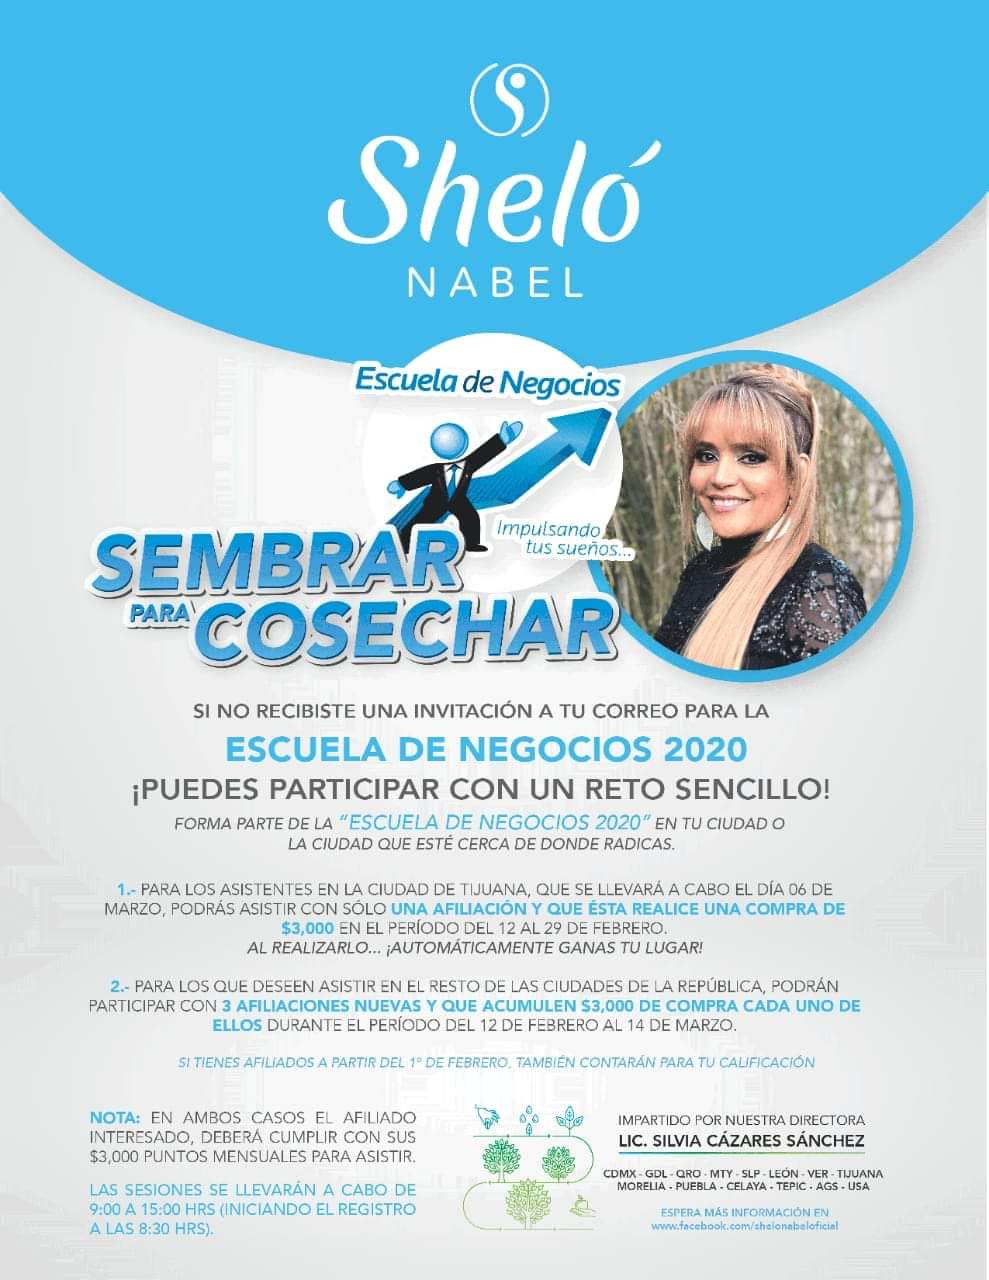 Sheló
NABEL
Escuela de Negocios
Impulsando
tus sueños...
SEMBRAR
PARA COSECHAR
SI NO RECIBISTE UNA INVITACIÓN A TU CORREO PARA LA
ESCUELA DE NEGOCIOS 2020
¡PUEDES PARTICIPAR CON UN RETO SENCILLO!
FORMA PARTE DE LA “ESCUELA DE NEGOCIOS 2020” EN TU CIUDAD O
LA CIUDAD QUE ESTÉ CERCA DE DONDE RADICAS.
1.- PARA LOS ASISTENTES EN LA CIUDAD DE TIJUANA, QUE SE LLEVARÁ A CABO EL DÍA 06 DE
MARZO, PODRÁS ASISTIR CON SÓLO UNA AFILIACIÓN Y QUE ÉSTA REALICE UNA COMPRA DE
$3,000 EN EL PERÍODO DEL 12 AL 29 DE FEBRERO.
AL REALIZARLO... ¡AUTOMÁTICAMENTE GANAS TU LUGAR!
2.- PARA LOS QUE DESEEN ASISTIR EN EL RESTO DE LAS CIUDADES DE LA REPÚBLICA, PODRÁN
PARTICIPAR CON 3 AFILIACIONES NUEVAS Y QUE ACUMULEN $3,000 DE COMPRA CADA UNO DE
ELLOS DURANTE EL PERÍODO DEL 12 DE FEBRERO AL 14 DE MARZO.
SI TIENES AFILIADOS A PARTIR DEL 1º DE FEBRERO, TAMBIÉN CONTARÁN PARA TU CALIFICACIÓN
NOTA: EN AMBOS CASOS EL AFILIADO
INTERESADO, DEBERÁ CUMPLIR CON SUS
$3,000 PUNTOS MENSUALES PARA ASISTIR.
LAS SESIONES SE LLEVARÁN A CABO DE
9:00 A 15:00 HRS (INICIANDO EL REGISTRO
A LAS 8:30 HRS).
IMPARTIDO POR NUESTRA DIRECTORA
LIC. SILVIA CÁZARES SÁNCHEZ
CDMX - GDL - QRO - MTY - SLP - LEÓN - VER - TIJUANA
MORELIA - PUEBLA - CELAYA - TEPIC - AGS - USA
ESPERA MÁS INFORMACIÓN EN
www.facebook.com/shelonabeloficial